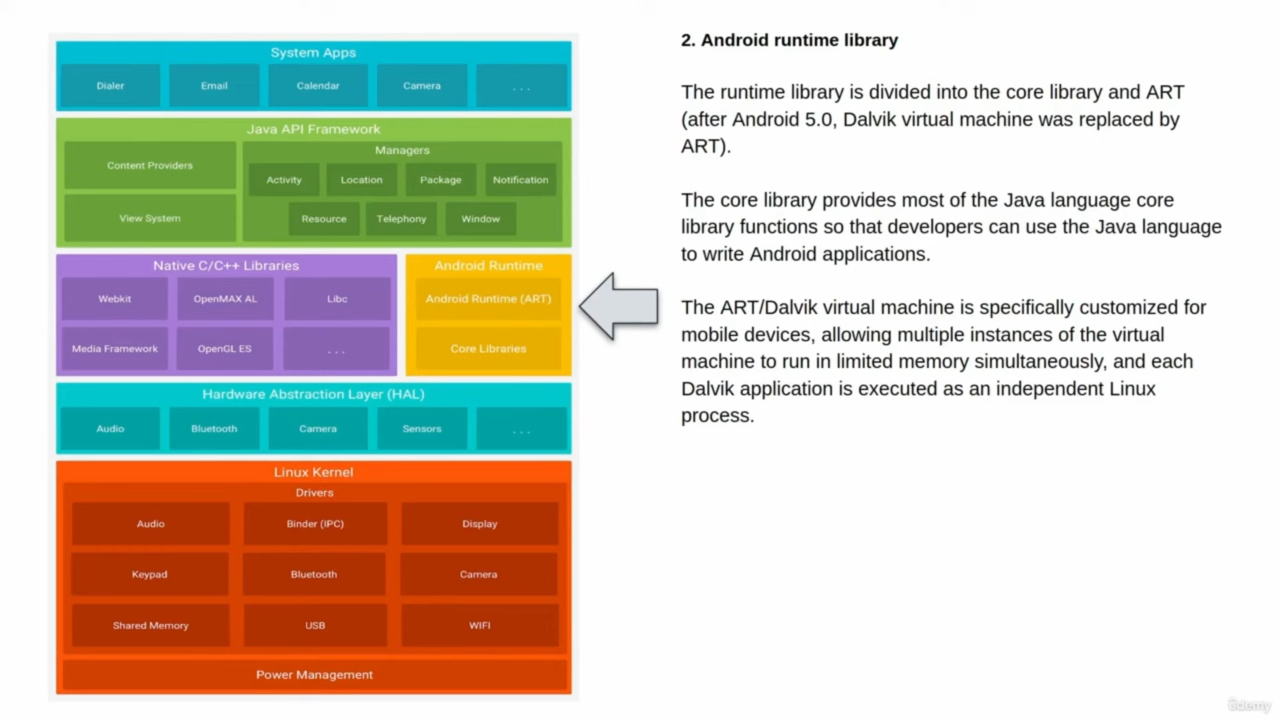 System Apps
Dialer Email Calendar Camera ...
Java API Framework
Content Providers
View System
Managers
Activity Location Package Notification
Resource Telephony Window
Native C/C++ Libraries
Webkit OpenMAX AL Libc
Media Framework OpenGL ES ...
Android Runtime
Android Runtime (ART)
Core Libraries
Hardware Abstraction Layer (HAL)
Audio Bluetooth Camera Sensors ...
Linux Kernel
Drivers
Audio Binder (IPC) Display
Keypad Bluetooth Camera
Shared Memory USB WIFI
Power Management
2. Android runtime library
The runtime library is divided into the core library and ART
(after Android 5.0, Dalvik virtual machine was replaced by
ART).
The core library provides most of the Java language core
library functions so that developers can use the Java language
to write Android applications.
The ART/Dalvik virtual machine is specifically customized for
mobile devices, allowing multiple instances of the virtual
machine to run in limited memory simultaneously, and each
Dalvik application is executed as an independent Linux
process.
ûdemy